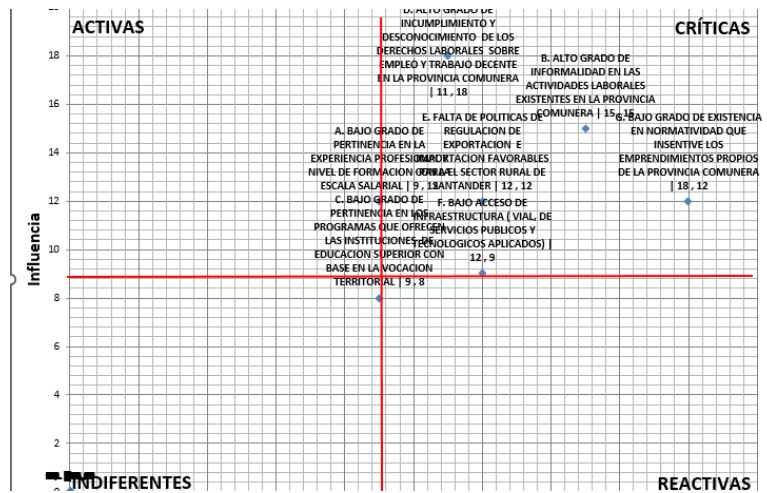 ACTIVAS
CRÍTICAS
D. ALTO GRADO DE
INCUMPLIMIENTO Y
DESCONOCIMIENTO DE LOS
DERECHOS LABORALES SOBRE
EMPLEO Y TRABAJO DECENTE
EN LA PROVINCIA COMUNERA
| 11 , 18
B. ALTO GRADO DE
INFORMALIDAD EN LAS
ACTIVIDADES LABORALES
EXISTENTES EN LA PROVINCIA
COMUNERA | 15 , 15
E. FALTA DE POLITICAS DE
REGULACION DE
EXPORTACION E
IMPORTACION FAVORABLES
PARA EL SECTOR RURAL DE
SANTANDER | 12 , 12
G. BAJO GRADO DE EXISTENCIA
EN NORMATIVIDAD QUE
INSENTIVE LOS
EMPRENDIMIENTOS PROPIOS
DE LA PROVINCIA COMUNERA
| 18 , 12
A. BAJO GRADO DE
PERTINENCIA EN LA
EXPERIENCIA PROFESIONAL Y
NIVEL DE FORMACION CON LA
ESCALA SALARIAL | 9 , 12
C. BAJO GRADO DE
PERTINENCIA EN LOS
PROGRAMAS QUE OFRECEN
LAS INSTITUCIONES DE
EDUCACION SUPERIOR CON
BASE EN LA VOCACION
TERRITORIAL | 9 , 8
F. BAJO ACCESO DE
INFRAESTRUCTURA ( VIAL, DE
SERVICIOS PUBLICOS Y
TECNOLOGICOS APLICADOS) |
12 , 9
Influencia
18
16
14
12
10
8
6
4
2
INDIFERENTES
REACTIVAS